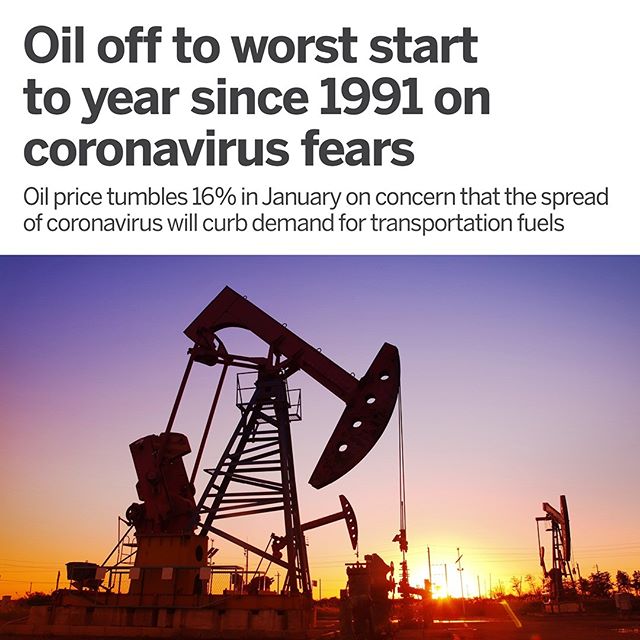 Oil off to worst start
to year since 1991 on
coronavirus fears
Oil price tumbles 16% in January on concern that the spread
of coronavirus will curb demand for transportation fuels